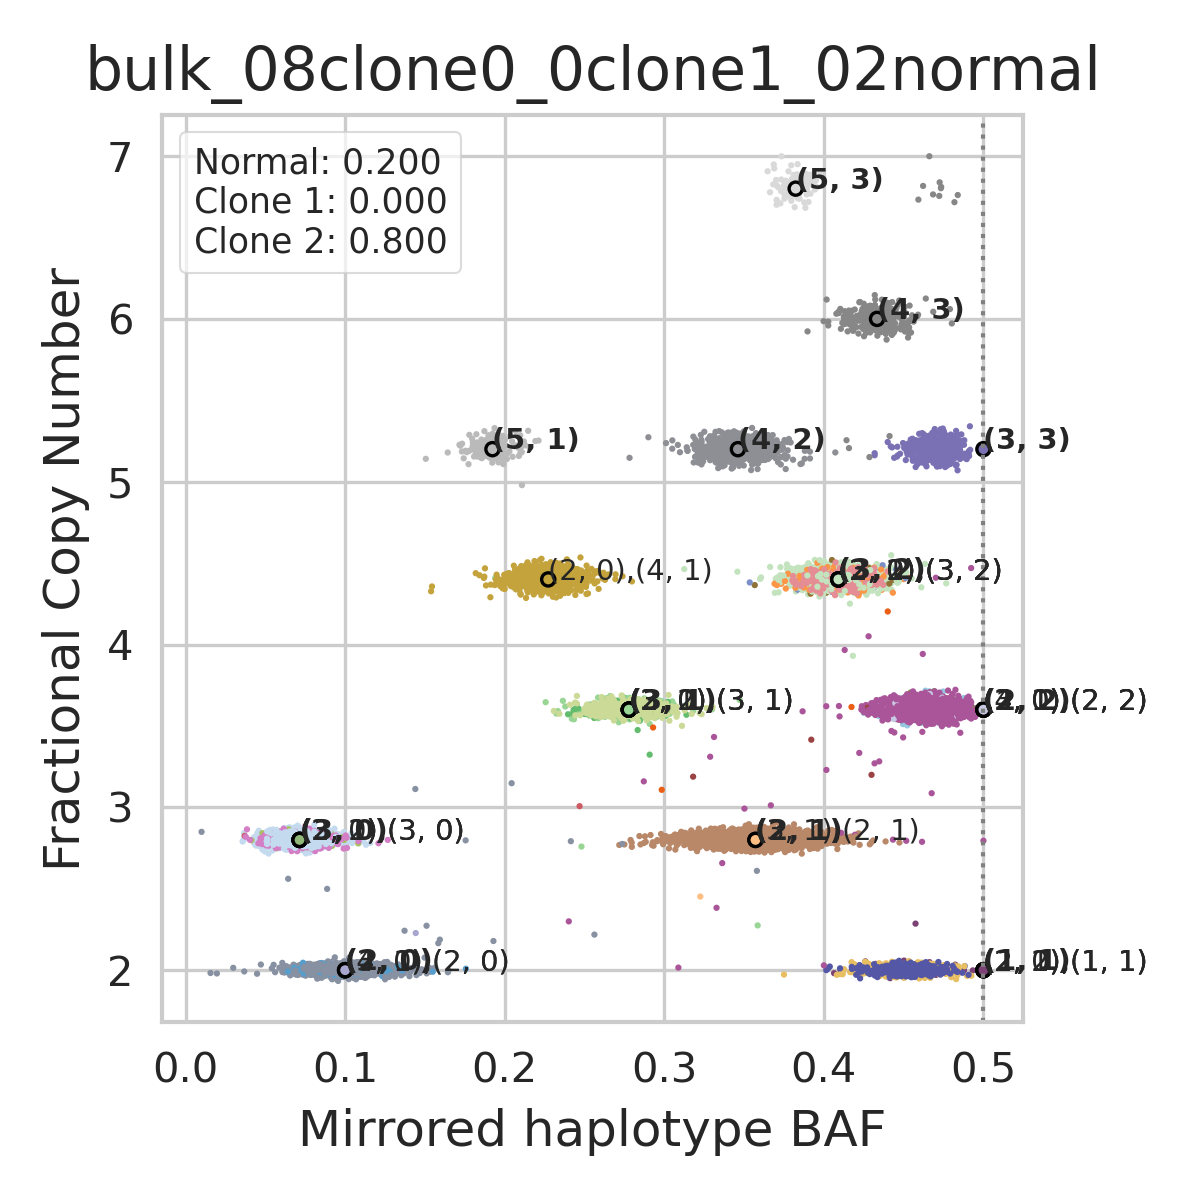 bulk_08clone0_0clone1_02normal
Normal: 0.200
Clone 1: 0.000
Clone 2: 0.800
Fractional Copy Number
7
6
5
4
3
2
(5, 3)
(4, 3)
(5, 1)
(4, 2)
(3, 3)
(2, 0),(4, 1)
(3, 2)
(3, 1)
(2, 2)
(3, 0)
(2, 1)
(2, 0)
(1, 1)
0.0 0.1 0.2 0.3 0.4 0.5
Mirrored haplotype BAF